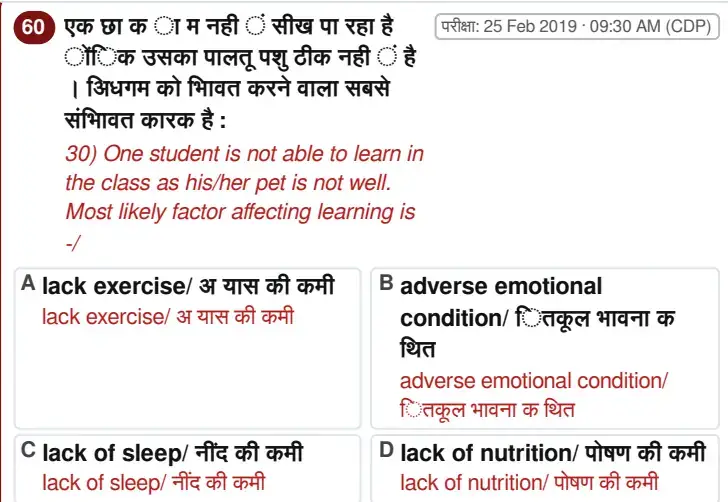 60 एक छा क ा म नही ं सीख पा रहा है
परीक्षा: 25 Feb 2019 · 09:30 AM (CDP)
ोंिक उसका पालतू पशु ठीक नही ं है
। अिधगम को भािवत करने वाला सबसे
संभािवत कारक है :
30) One student is not able to learn in
the class as his/her pet is not well.
Most likely factor affecting learning is
-/
A lack exercise/ अ यास की कमी
lack exercise/ अ यास की कमी
B adverse emotional
condition/ ितकूल भावना क
थित
adverse emotional condition/
ितकूल भावना क थित
C lack of sleep/ नींद की कमी
lack of sleep/ नींद की कमी
D lack of nutrition/ पोषण की कमी
lack of nutrition/ पोषण की कमी